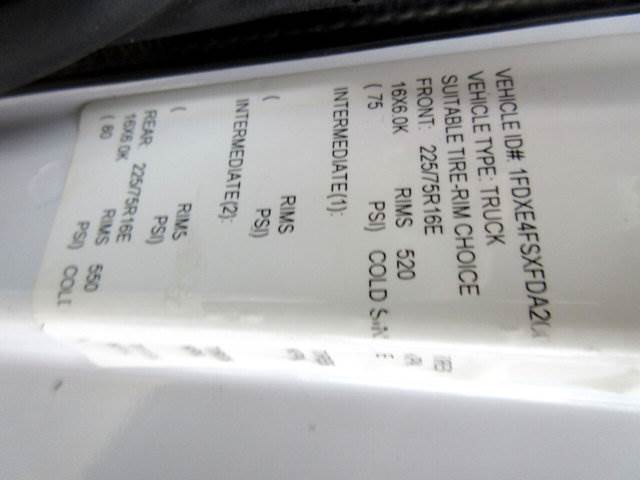 VEHICLE ID#: 1FDXE4FSXFDA2
VEHICLE TYPE: TRUCK
SUITABLE TIRE-RIM CHOICE
FRONT: 225/75R16E
16X6.0K RIMS 520
( 75 PSI) COLD
INTERMEDIATE(1):
RIMS
( PSI)
INTERMEDIATE(2):
RIMS
( PSI)
REAR 225/75R16E
16X6.0K RIMS 550
( 80 PSI) COLD